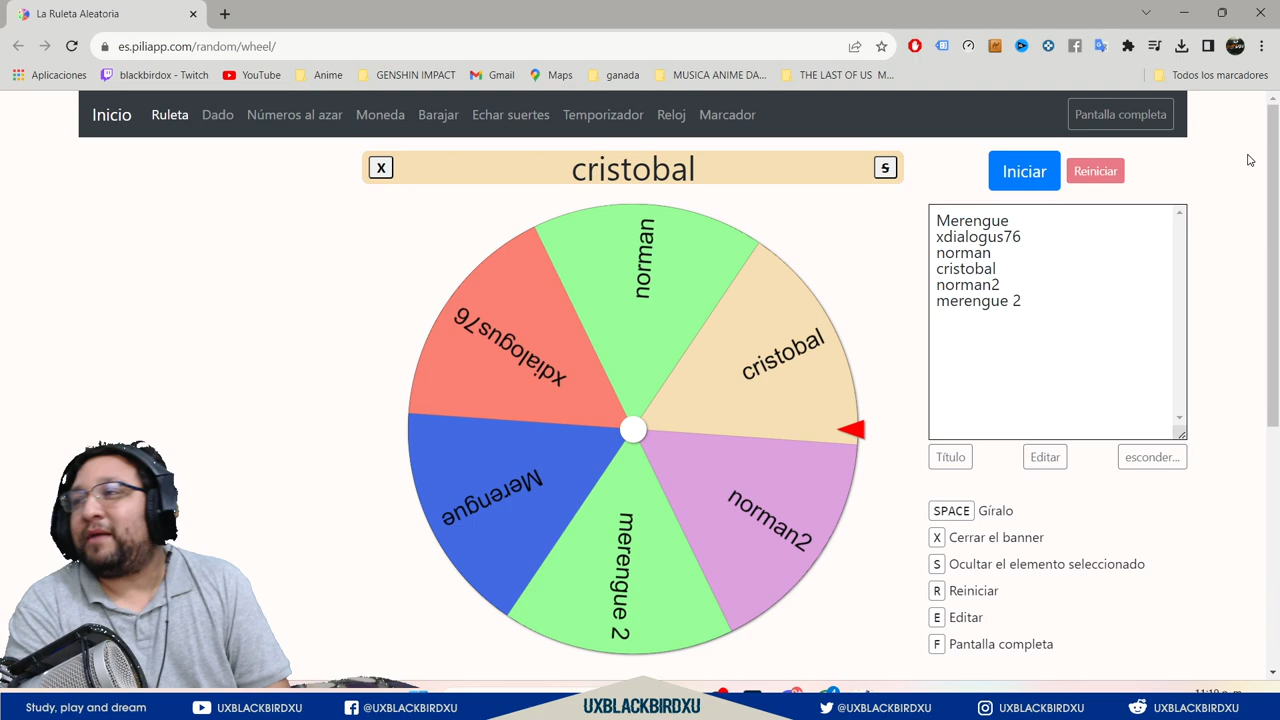 La Ruleta Aleatoria
es.piliapp.com/random/wheel/
Aplicaciones
blackbirdox - Twitch
YouTube
Anime
GENSHIN IMPACT
Gmail
Maps
ganada
MUSICA ANIME DA...
THE LAST OF US M...
Todos los marcadores
Inicio
Ruleta
Dado
Números al azar
Moneda
Barajar
Echar suertes
Temporizador
Reloj
Marcador
Pantalla completa
X
cristobal
S
Iniciar
Reiniciar
norman
cristobal
xdialogus76
Merengue
merengue 2
norman2
Merengue
xdialogus76
norman
cristobal
norman2
merengue 2
Título
Editar
esconder...
SPACE Gíralo
X Cerrar el banner
S Ocultar el elemento seleccionado
R Reiniciar
E Editar
F Pantalla completa
Study, play and dream
UXBLACKBIRDXU
@UXBLACKBIRDXU
UXBLACKBIRDXU
@UXBLACKBIRDXU
UXBLACKBIRDXU
UXBLACKBIRDXU